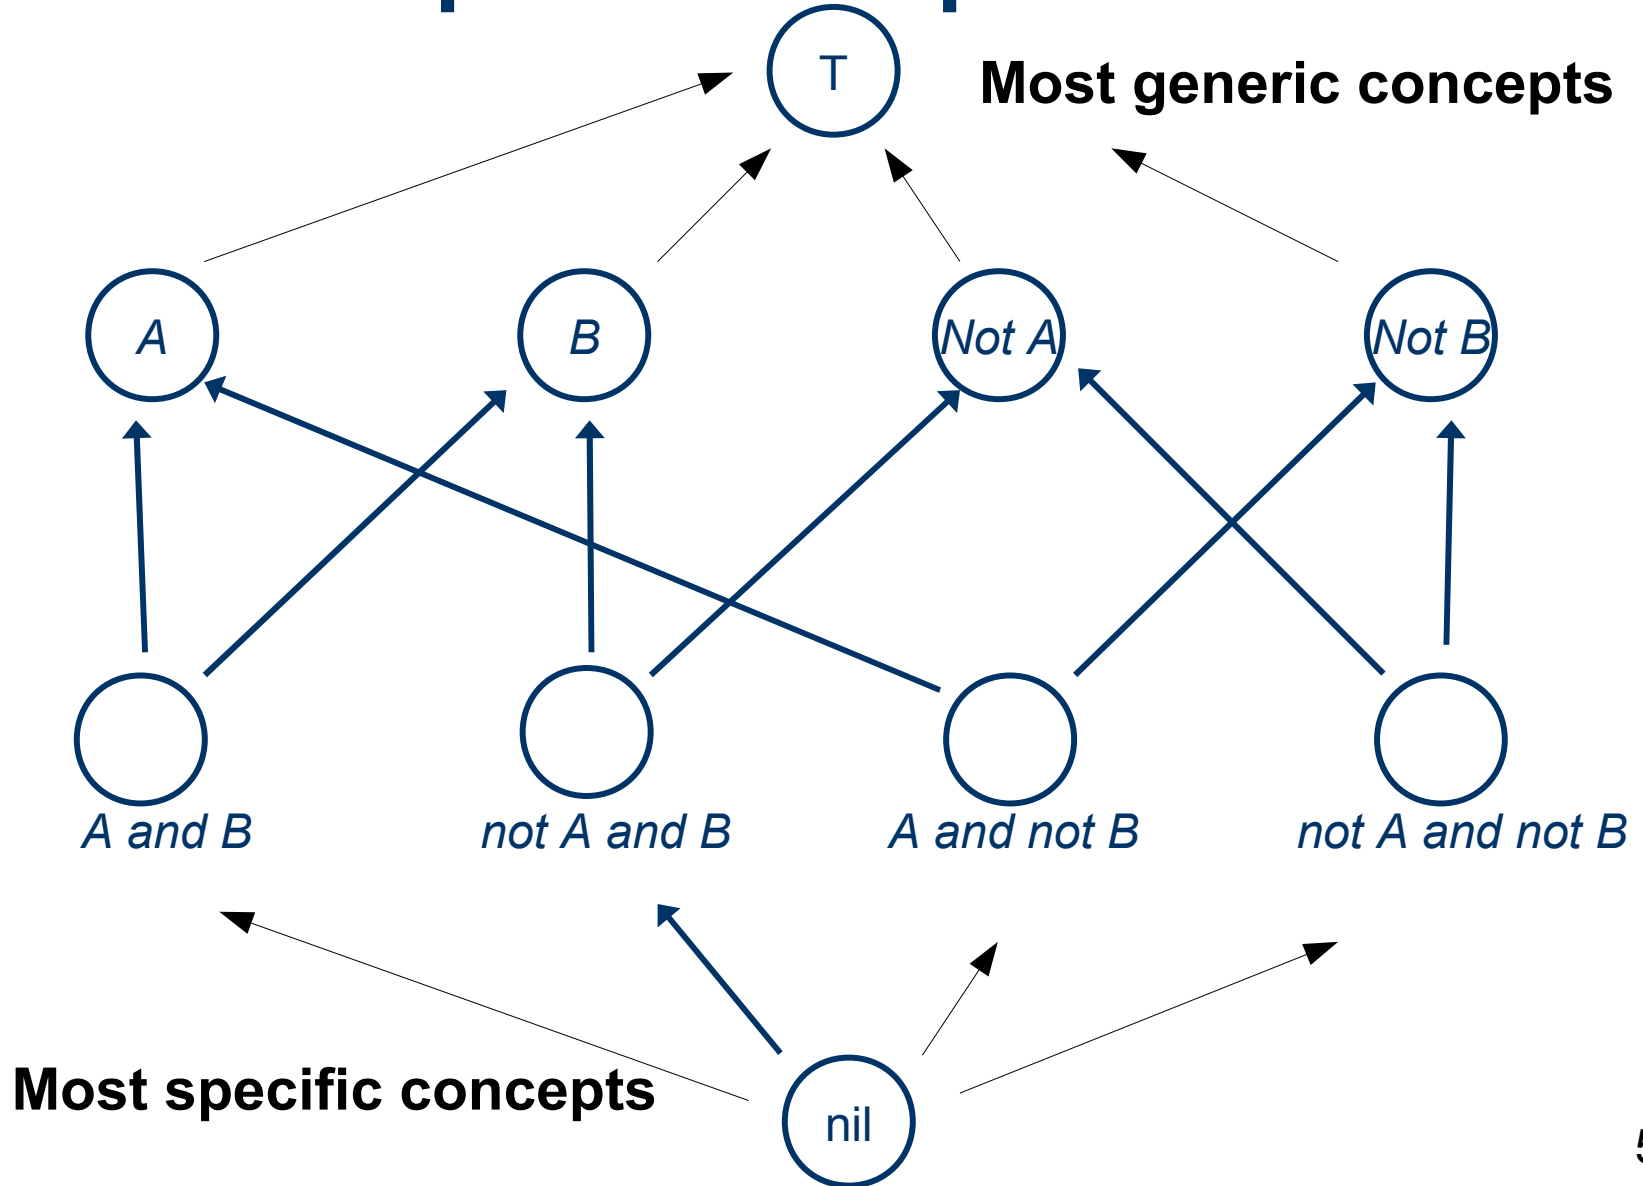 T
Most generic concepts
A
B
Not A
Not B
A and B
not A and B
A and not B
not A and not B
Most specific concepts
nil